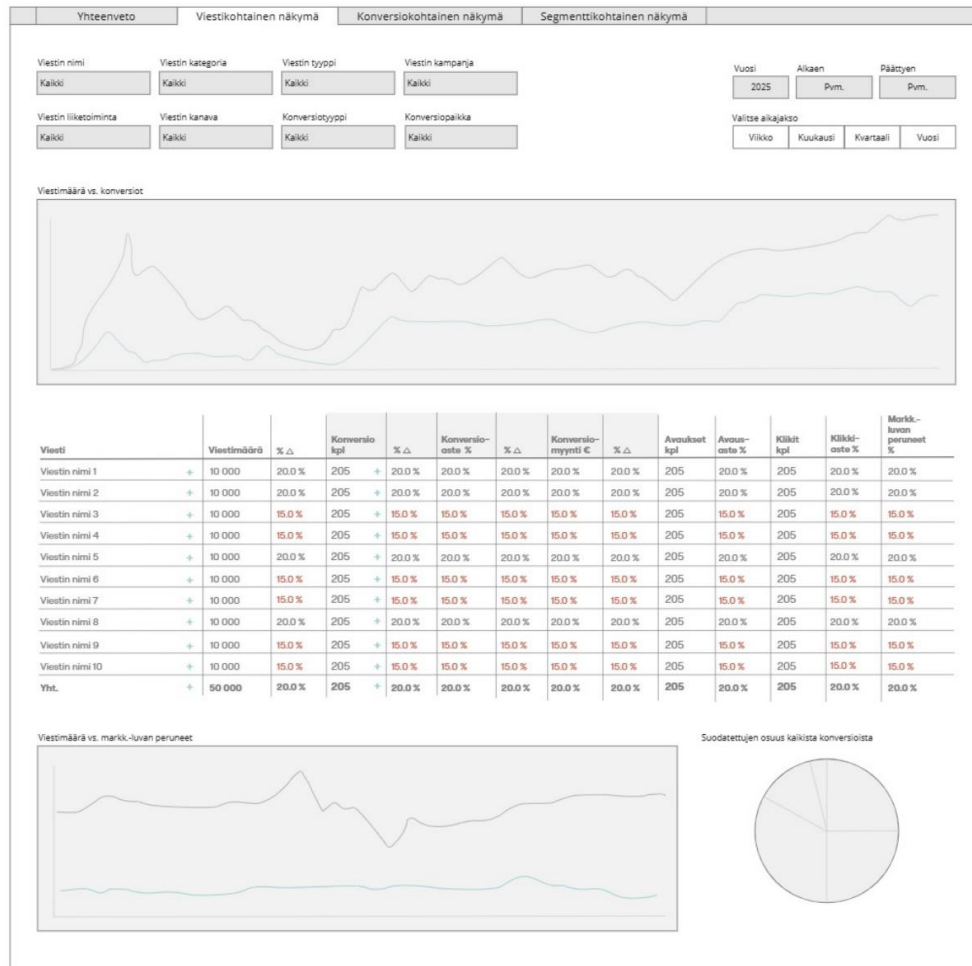 Yhteenveto Viestikohtainen näkymä Konversiokohtainen näkymä Segmenttikohtainen näkymä
Viestin nimi Viestin kategoria Viestin tyyppi Viestin kampanja Vuosi Alkaen Päättyen
Kaikki Kaikki Kaikki Kaikki 2025 Pvm. Pvm.
Viestin liiketoiminta Viestin kanava Konversiotyyppi Konversiopaikka Valitse aikajakso
Kaikki Kaikki Kaikki Kaikki Viikko Kuukausi Kvartaali Vuosi
Viestimäärä vs. konversiot
Viesti Viestimäärä % △ Konversio kpl % △ Konversio-aste % % △ Konversio-myynti € % △ Avaukset kpl Avaus-aste % Klikit kpl Klikki-aste % Markk.-luvan peruneet %
Viestin nimi 1 + 10 000 20.0 % 205 + 20.0 % 20.0 % 20.0 % 20.0 % 20.0 % 205 20.0 % 205 20.0 % 20.0 %
Viestin nimi 2 + 10 000 20.0 % 205 + 20.0 % 20.0 % 20.0 % 20.0 % 20.0 % 205 20.0 % 205 20.0 % 20.0 %
Viestin nimi 3 + 10 000 15.0 % 205 + 15.0 % 15.0 % 15.0 % 15.0 % 15.0 % 205 15.0 % 205 15.0 % 15.0 %
Viestin nimi 4 + 10 000 15.0 % 205 + 15.0 % 15.0 % 15.0 % 15.0 % 15.0 % 205 15.0 % 205 15.0 % 15.0 %
Viestin nimi 5 + 10 000 20.0 % 205 + 20.0 % 20.0 % 20.0 % 20.0 % 20.0 % 205 20.0 % 205 20.0 % 20.0 %
Viestin nimi 6 + 10 000 15.0 % 205 + 15.0 % 15.0 % 15.0 % 15.0 % 15.0 % 205 15.0 % 205 15.0 % 15.0 %
Viestin nimi 7 + 10 000 15.0 % 205 + 15.0 % 15.0 % 15.0 % 15.0 % 15.0 % 205 15.0 % 205 15.0 % 15.0 %
Viestin nimi 8 + 10 000 20.0 % 205 + 20.0 % 20.0 % 20.0 % 20.0 % 20.0 % 205 20.0 % 205 20.0 % 20.0 %
Viestin nimi 9 + 10 000 15.0 % 205 + 15.0 % 15.0 % 15.0 % 15.0 % 15.0 % 205 15.0 % 205 15.0 % 15.0 %
Viestin nimi 10 + 10 000 15.0 % 205 + 15.0 % 15.0 % 15.0 % 15.0 % 15.0 % 205 15.0 % 205 15.0 % 15.0 %
Yht. + 50 000 20.0 % 205 + 20.0 % 20.0 % 20.0 % 20.0 % 20.0 % 205 20.0 % 205 20.0 % 20.0 %
Viestimäärä vs. markk.-luvan peruneet Suodatettujen osuus kaikista konversioista